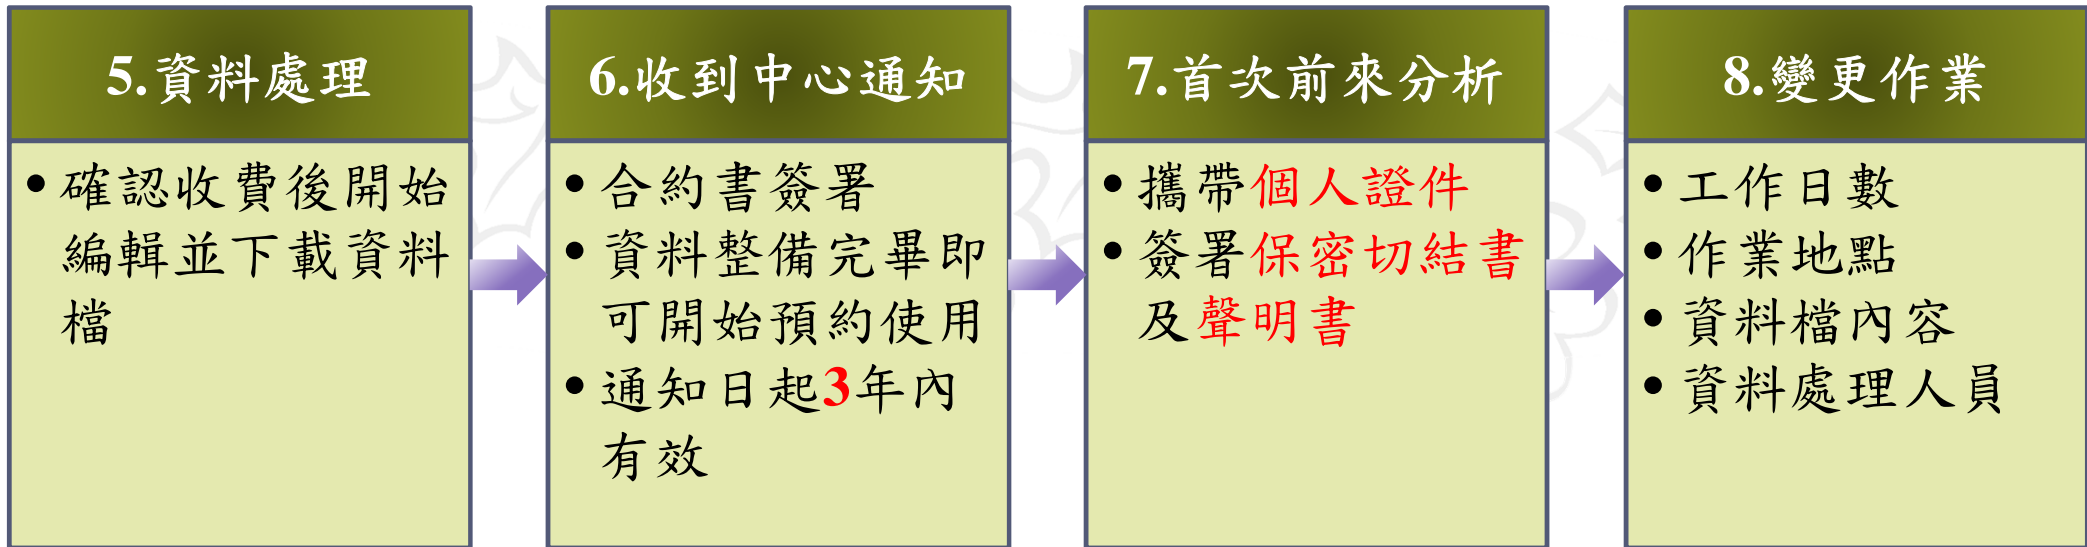 5.資料處理
• 確認收費後開始
編輯並下載資料
檔
6.收到中心通知
• 合約書簽署
• 資料整備完畢即
可開始預約使用
• 通知日起3年內
有效
7.首次前來分析
• 攜帶個人證件
• 簽署保密切結書
及聲明書
8.變更作業
• 工作日數
• 作業地點
• 資料檔內容
• 資料處理人員